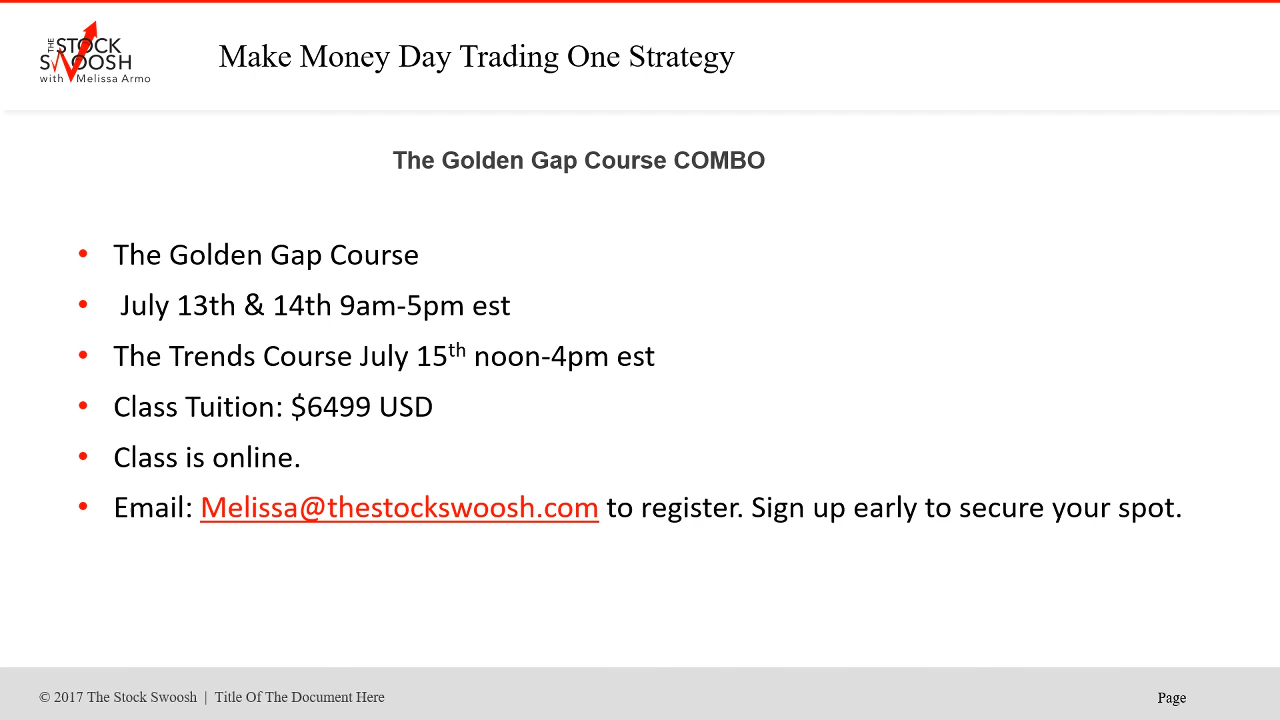 THE STOCK
SWOOSH
with Melissa Armo
Make Money Day Trading One Strategy
The Golden Gap Course COMBO
• The Golden Gap Course
• July 13th & 14th 9am-5pm est
• The Trends Course July 15th noon-4pm est
• Class Tuition: $6499 USD
• Class is online.
• Email: Melissa@thestockswoosh.com to register. Sign up early to secure your spot.
© 2017 The Stock Swoosh | Title Of The Document Here
Page